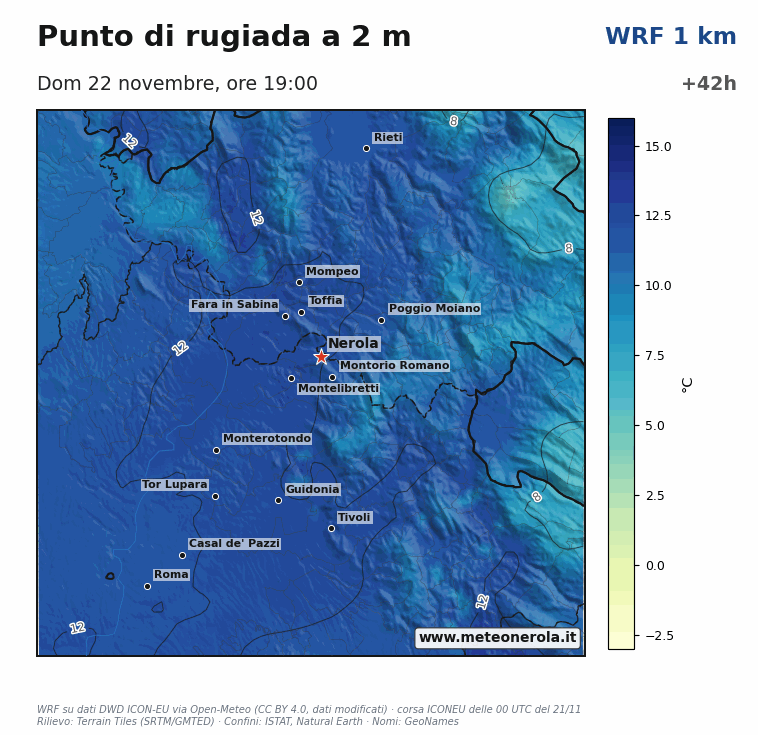 Punto di rugiada a 2 m
WRF 1 km
Dom 22 novembre, ore 19:00
+42h
12
8
Rieti
12
8
Mompeo
Fara in Sabina
Toffia
Poggio Moiano
12
Nerola
Montorio Romano
Montelibretti
Monterotondo
Tor Lupara
Guidonia
8
Tivoli
Casal de' Pazzi
Roma
12
12
www.meteonerola.it
15.0
12.5
10.0
7.5
5.0
2.5
0.0
−2.5
°C
WRF su dati DWD ICON-EU via Open-Meteo (CC BY 4.0, dati modificati) · corsa ICONEU delle 00 UTC del 21/11
Rilievo: Terrain Tiles (SRTM/GMTED) · Confini: ISTAT, Natural Earth · Nomi: GeoNames